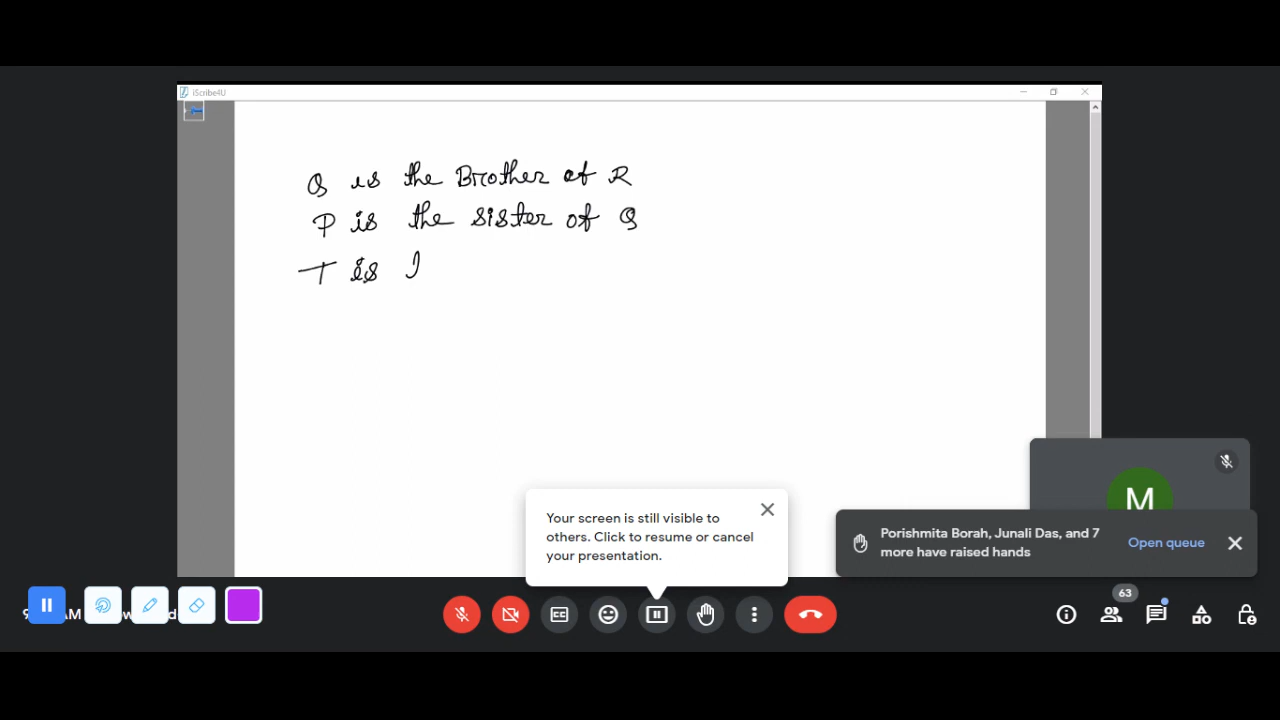 iScribe4U
Q is the Brother of R
P is the sister of Q
T is
Your screen is still visible to
others. Click to resume or cancel
your presentation.
M
Porishmita Borah, Junali Das, and 7
more have raised hands
Open queue
63